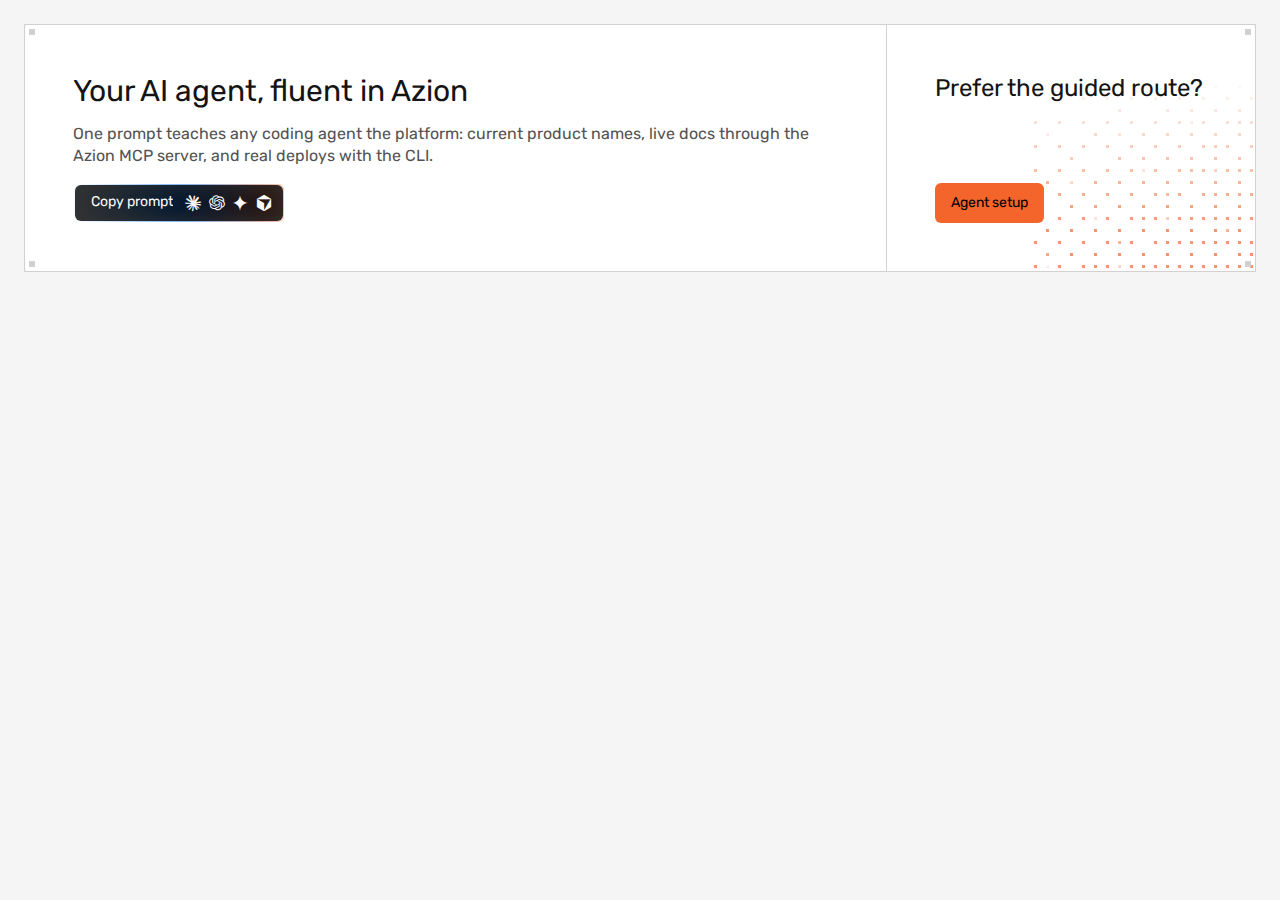 Your AI agent, fluent in Azion
One prompt teaches any coding agent the platform: current product names, live docs through the
Azion MCP server, and real deploys with the CLI.
Copy prompt
Prefer the guided route?
Agent setup